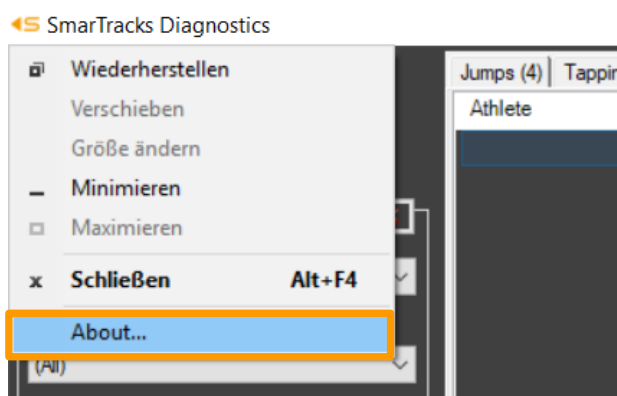 SmarTracks Diagnostics
Wiederherstellen
Jumps (4)
Verschieben
Athlete
Größe ändern
Minimieren
Maximieren
Schließen Alt+F4
About...
(All)